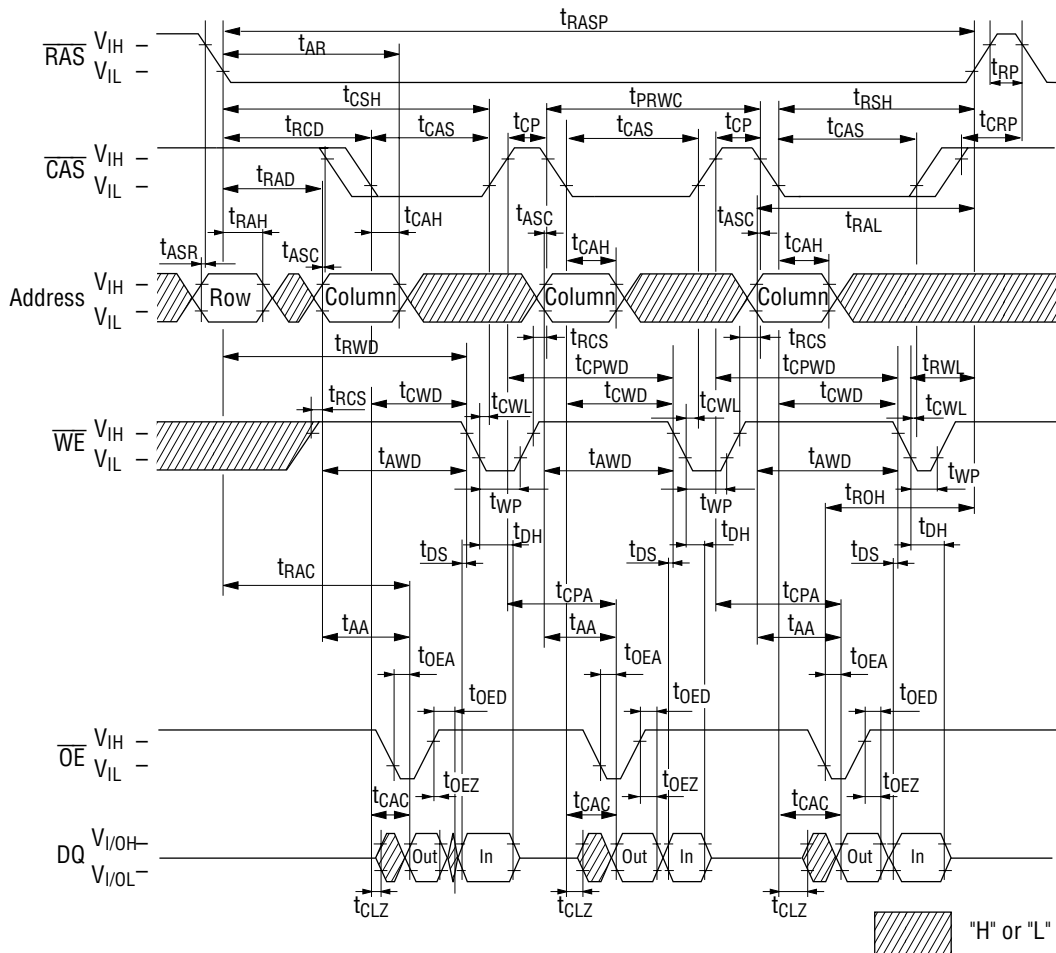 tRASP
tAR
RAS VIH
VIL
tRP
tCSH tPRWC tRSH
tRCD tCAS tCP tCAS tCP tCAS tCRP
CAS VIH
VIL
tRAD
tRAH tCAH tASC tASC tRAL
tASR tASC tCAH tCAH
Address VIH
VIL
Row Column Column Column
tRWD tRCS tRCS
tCPWD tCPWD tRWL
tRCS tCWD tCWL tCWD tCWL tCWD tCWL
WE VIH
VIL
tAWD tAWD tAWD
tWP tWP tWP
tROH
tDH tDH tDH
tDS tDS tDS
tRAC
tCPA tCPA
tAA tAA tAA
tOEA tOEA tOEA
tOED tOED tOED
OE VIH
VIL
tOEZ tOEZ tOEZ
tCAC tCAC tCAC
DQ VI/OH
VI/OL
Out In Out In Out In
tCLZ tCLZ tCLZ
"H" or "L"